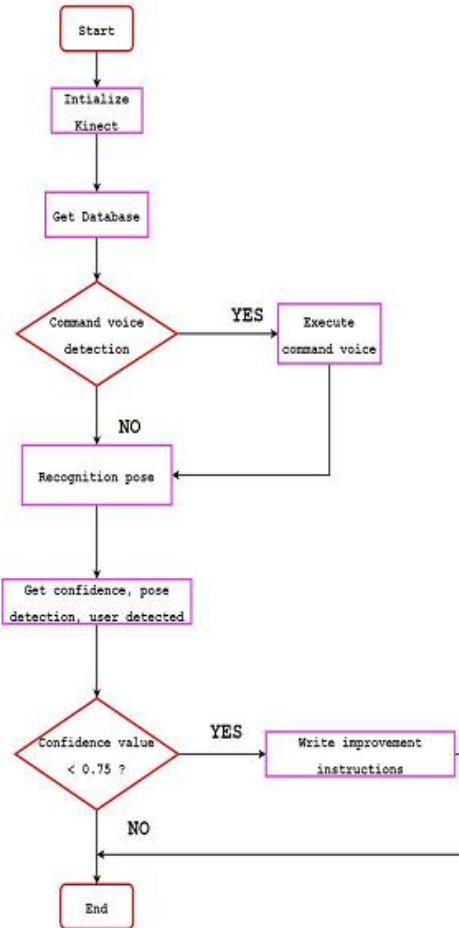 Start
Intialize
Kinect
Get Database
Command voice
detection
YES
Execute
command voice
NO
Recognition pose
Get confidence, pose
detection, user detected
Confidence value
< 0.75 ?
YES
Write improvement
instructions
NO
End